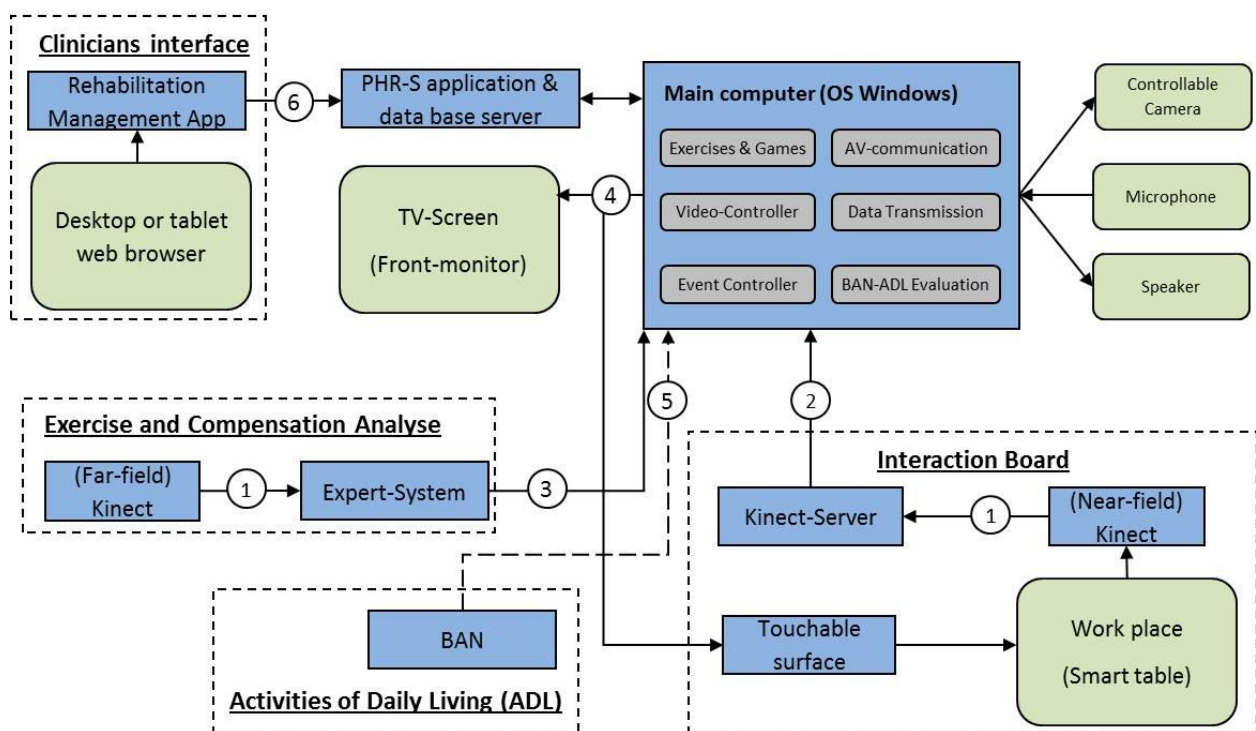 Clinicians interface
Rehabilitation
Management App
6
PHR-S application &
data base server
Desktop or tablet
web browser
TV-Screen
(Front-monitor)
4
Main computer (OS Windows)
Exercises & Games
AV-communication
Video-Controller
Data Transmission
Event Controller
BAN-ADL Evaluation
Controllable
Camera
Microphone
Speaker
Exercise and Compensation Analyse
(Far-field)
Kinect
1
Expert-System
3
5
2
Interaction Board
Kinect-Server
1
(Near-field)
Kinect
Touchable
surface
Work place
(Smart table)
BAN
Activities of Daily Living (ADL)